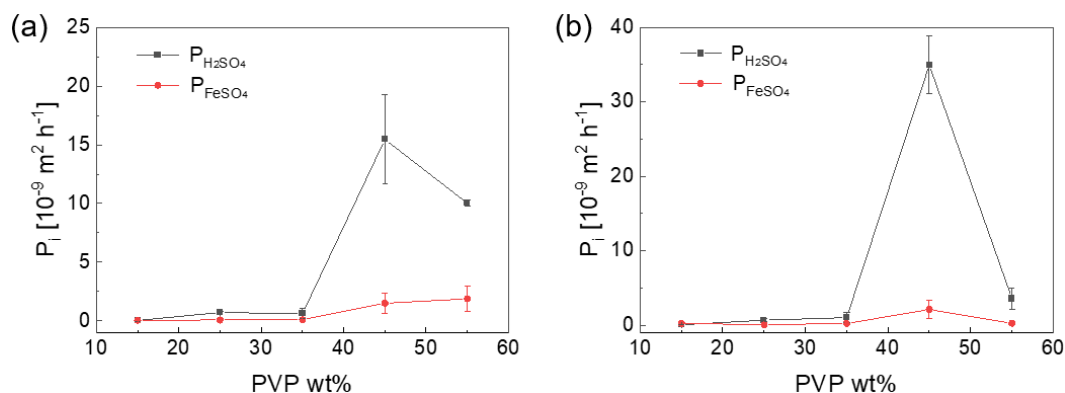 (a)
P_H₂SO₄
P_FeSO₄
25
20
15
10
5
0
P_i [10⁻⁹ m² h⁻¹]
10 20 30 40 50 60
PVP wt%
(b)
P_H₂SO₄
P_FeSO₄
40
30
20
10
0
P_i [10⁻⁹ m² h⁻¹]
10 20 30 40 50 60
PVP wt%